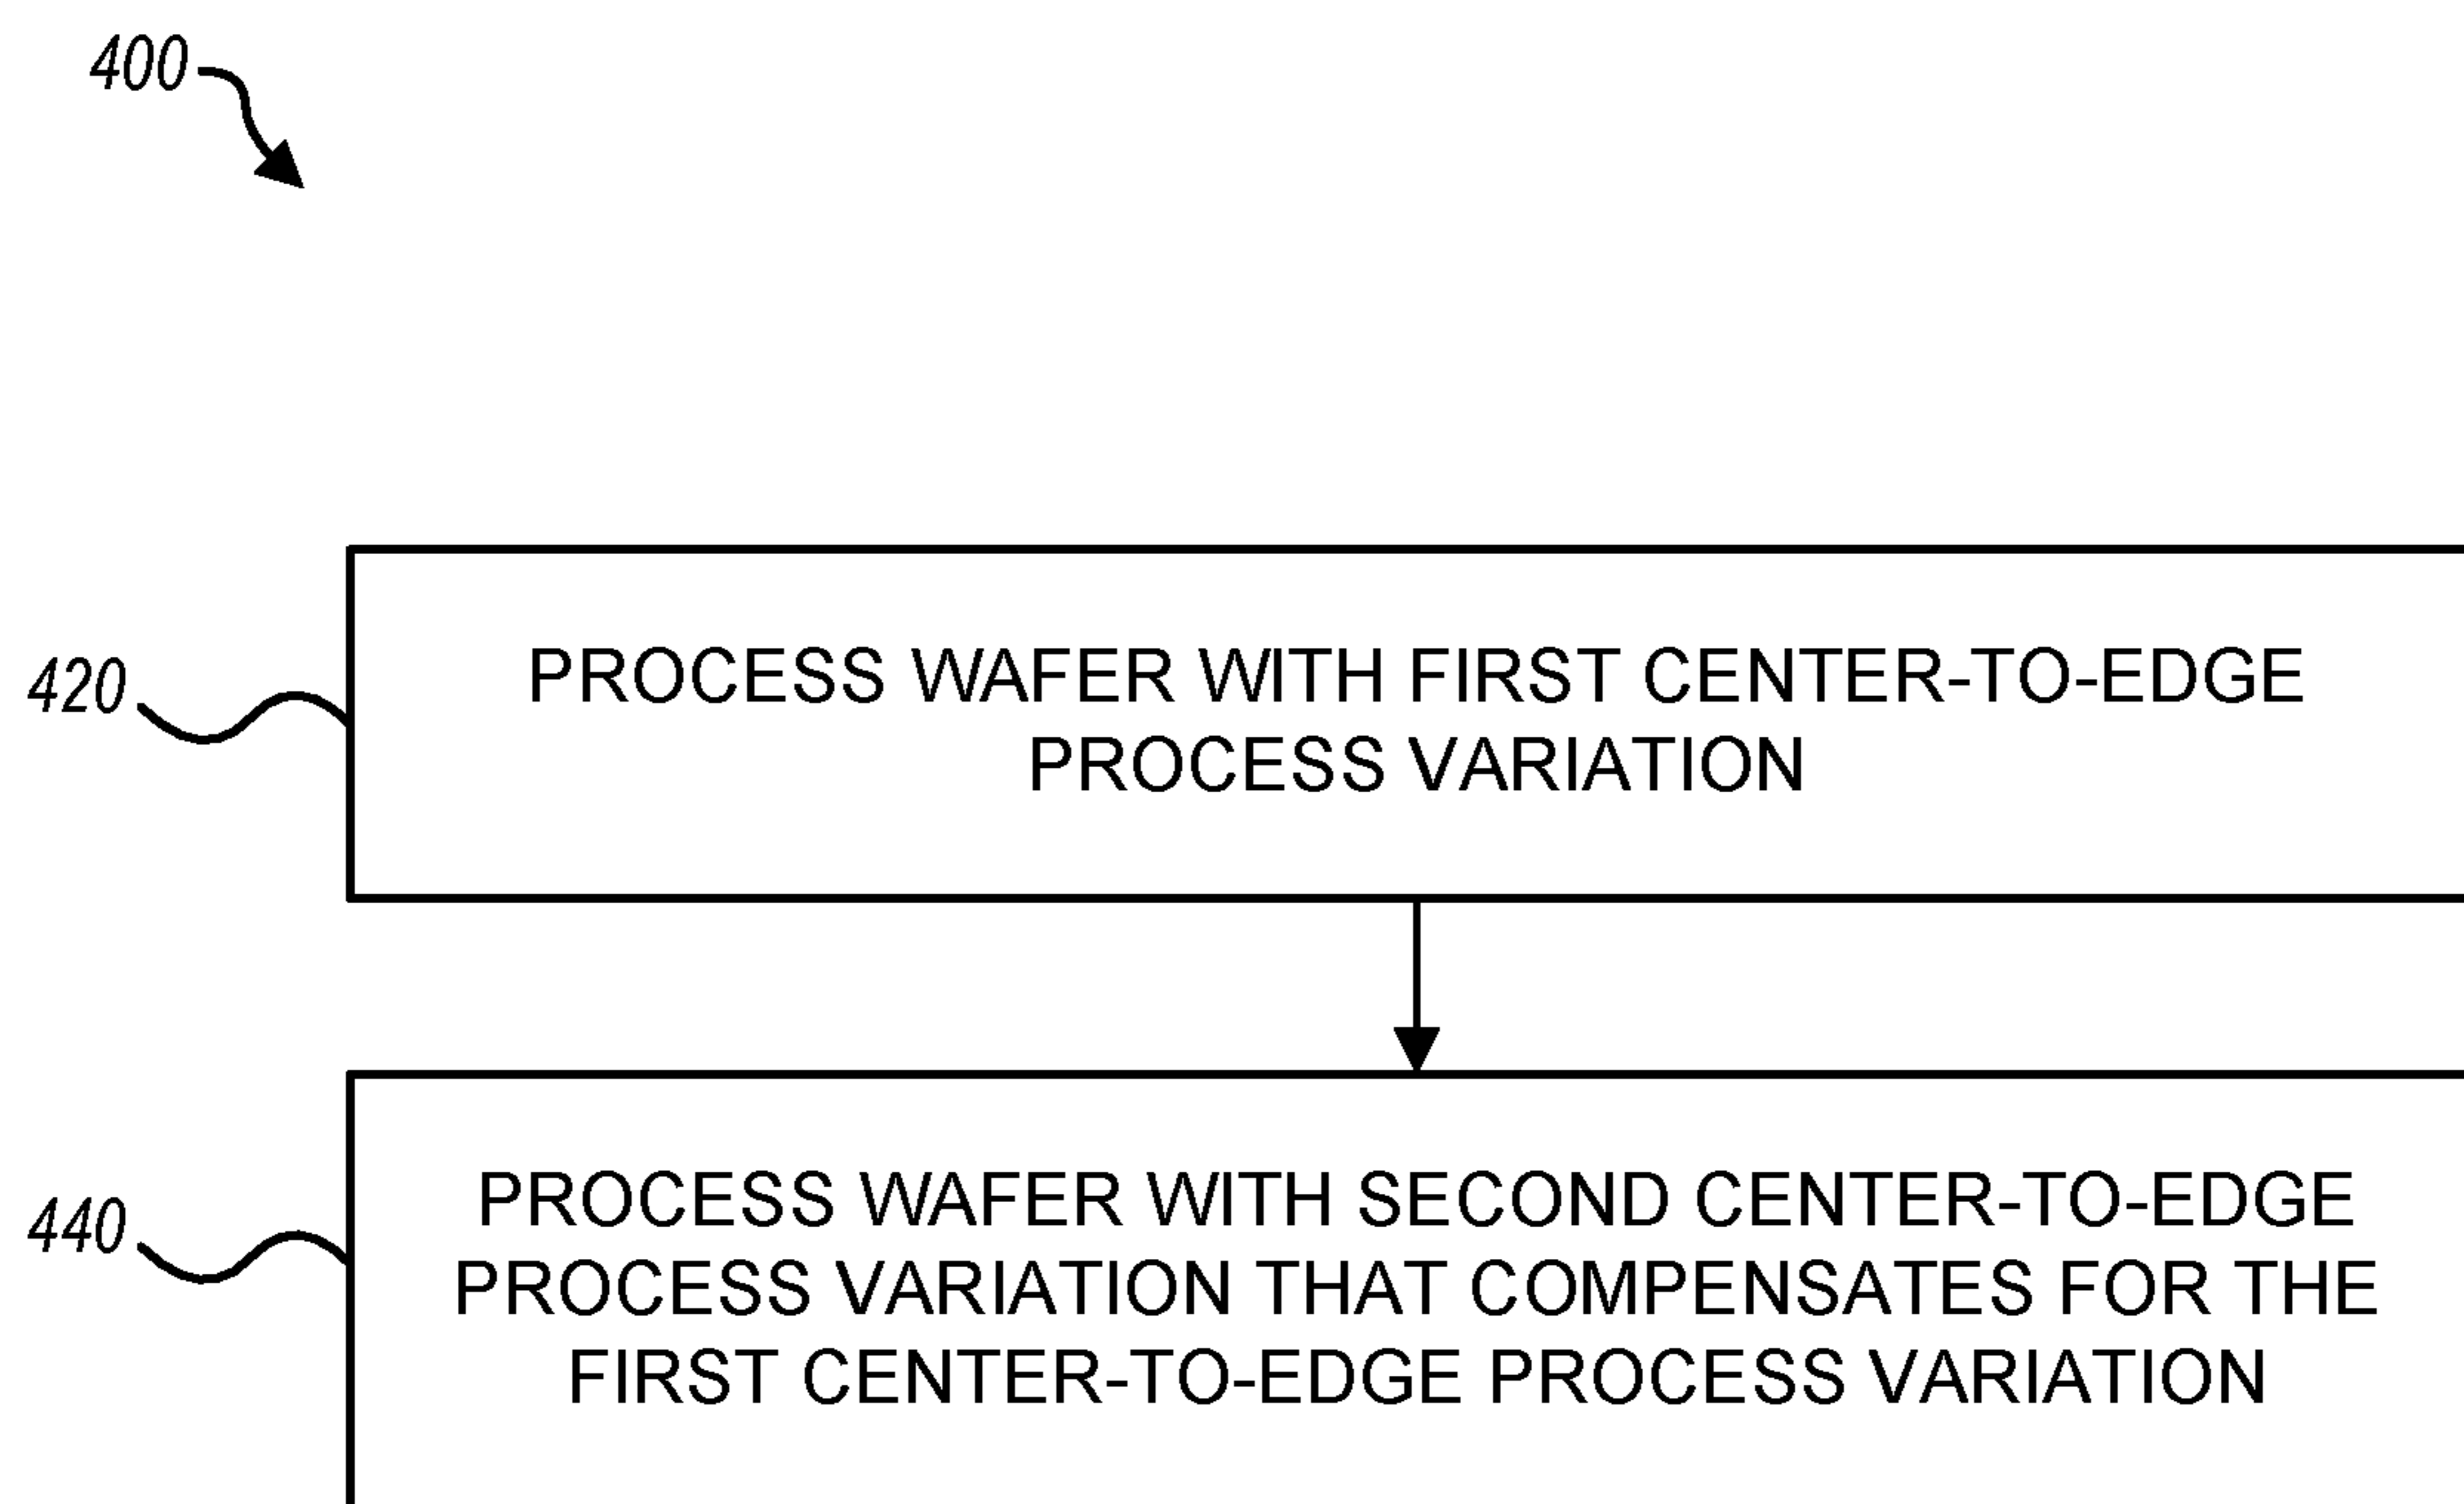 400
420
PROCESS WAFER WITH FIRST CENTER-TO-EDGE
PROCESS VARIATION
440
PROCESS WAFER WITH SECOND CENTER-TO-EDGE
PROCESS VARIATION THAT COMPENSATES FOR THE
FIRST CENTER-TO-EDGE PROCESS VARIATION